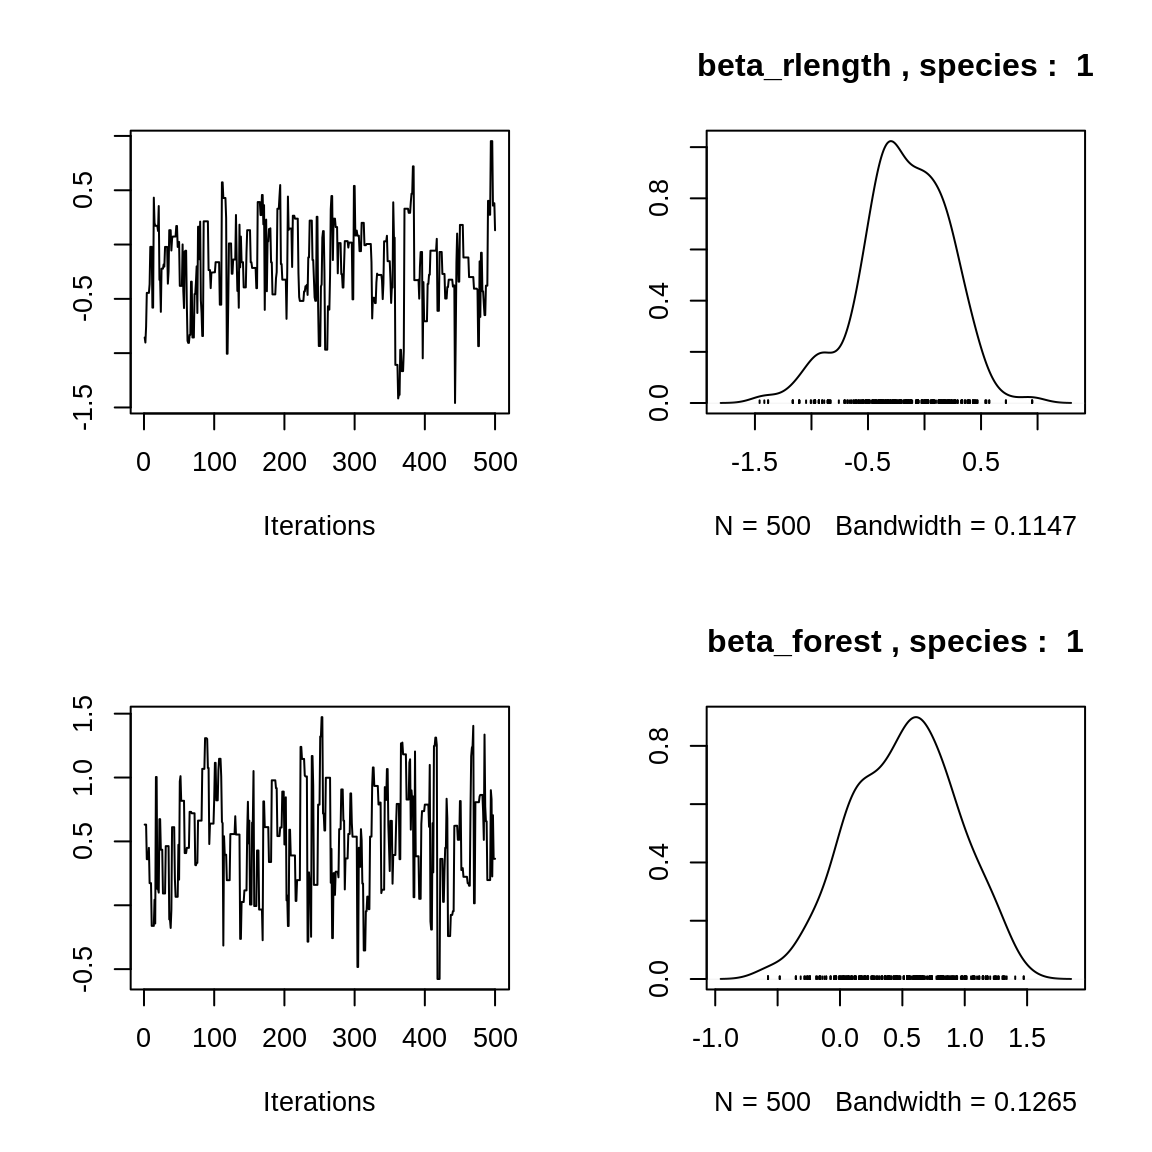 beta_rlength , species :  1
0.5
-0.5
-1.5
0 100 200 300 400 500
Iterations
0.8
0.4
0.0
-1.5 -0.5 0.5
N = 500   Bandwidth = 0.1147
beta_forest , species :  1
1.5
1.0
0.5
-0.5
0 100 200 300 400 500
Iterations
0.8
0.4
0.0
-1.0 0.0 0.5 1.0 1.5
N = 500   Bandwidth = 0.1265